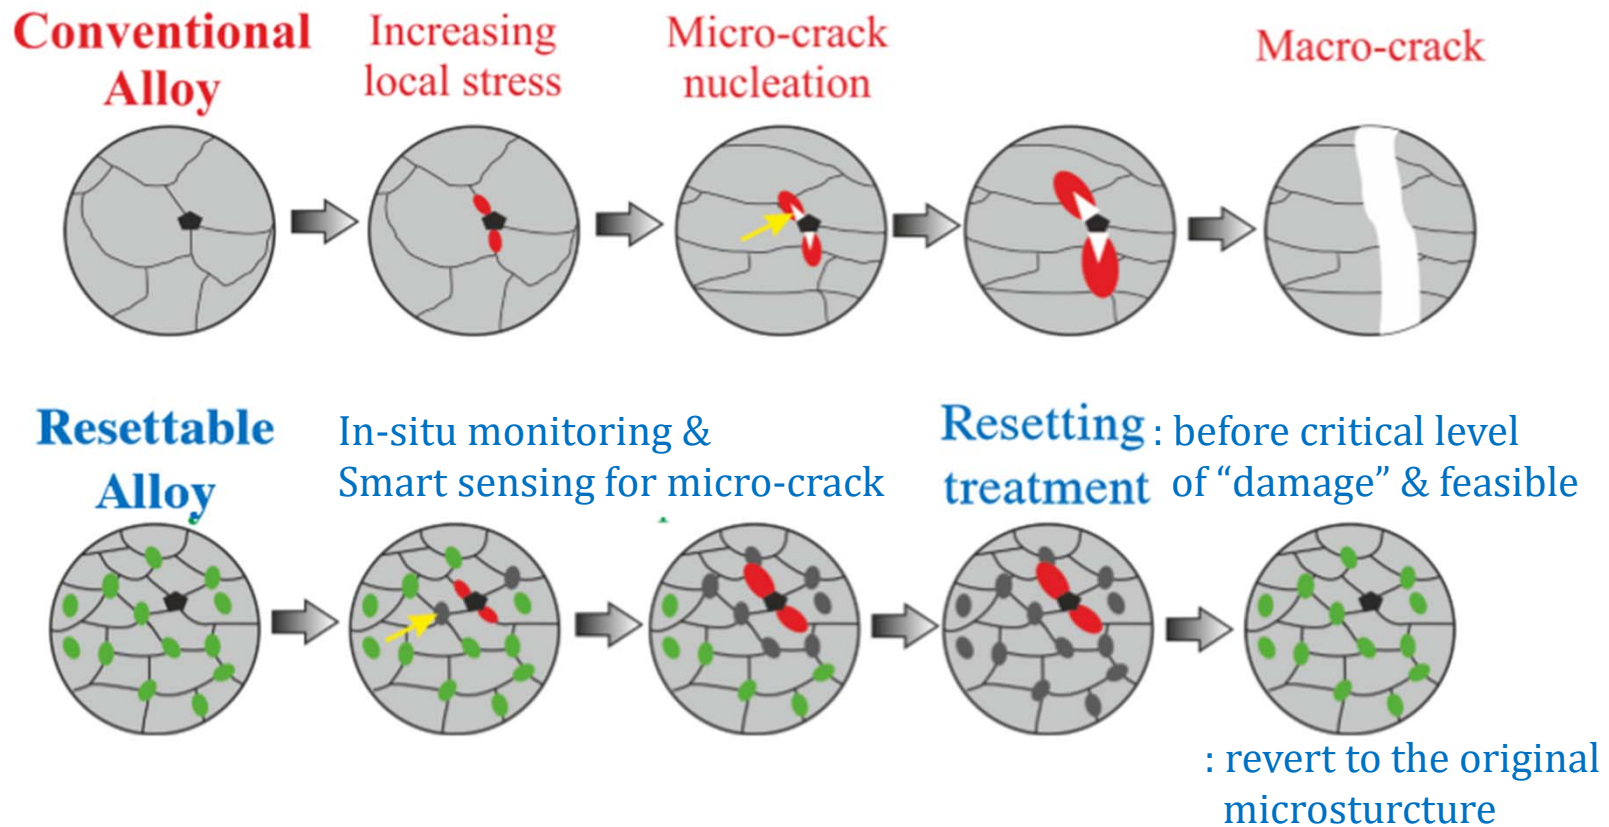 Conventional
Alloy
Increasing
local stress
Micro-crack
nucleation
Macro-crack
Resettable
Alloy
In-situ monitoring &
Smart sensing for micro-crack
Resetting : before critical level
treatment of “damage” & feasible
: revert to the original
microsturcture